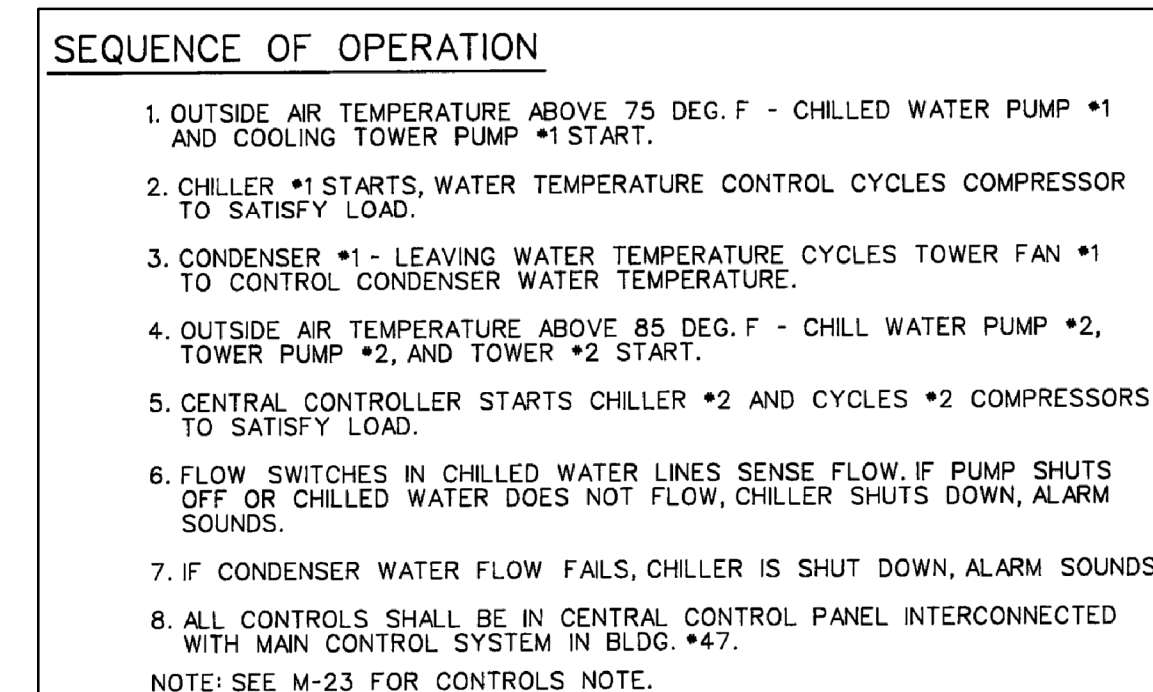 SEQUENCE OF OPERATION
1. OUTSIDE AIR TEMPERATURE ABOVE 75 DEG. F - CHILLED WATER PUMP #1
AND COOLING TOWER PUMP #1 START.
2. CHILLER #1 STARTS, WATER TEMPERATURE CONTROL CYCLES COMPRESSOR
TO SATISFY LOAD.
3. CONDENSER #1 - LEAVING WATER TEMPERATURE CYCLES TOWER FAN #1
TO CONTROL CONDENSER WATER TEMPERATURE.
4. OUTSIDE AIR TEMPERATURE ABOVE 85 DEG. F - CHILL WATER PUMP #2,
TOWER PUMP #2, AND TOWER #2 START.
5. CENTRAL CONTROLLER STARTS CHILLER #2 AND CYCLES #2 COMPRESSORS
TO SATISFY LOAD.
6. FLOW SWITCHES IN CHILLED WATER LINES SENSE FLOW. IF PUMP SHUTS
OFF OR CHILLED WATER DOES NOT FLOW, CHILLER SHUTS DOWN, ALARM
SOUNDS.
7. IF CONDENSER WATER FLOW FAILS, CHILLER IS SHUT DOWN, ALARM SOUNDS
8. ALL CONTROLS SHALL BE IN CENTRAL CONTROL PANEL INTERCONNECTED
WITH MAIN CONTROL SYSTEM IN BLDG. #47.
NOTE: SEE M-23 FOR CONTROLS NOTE.